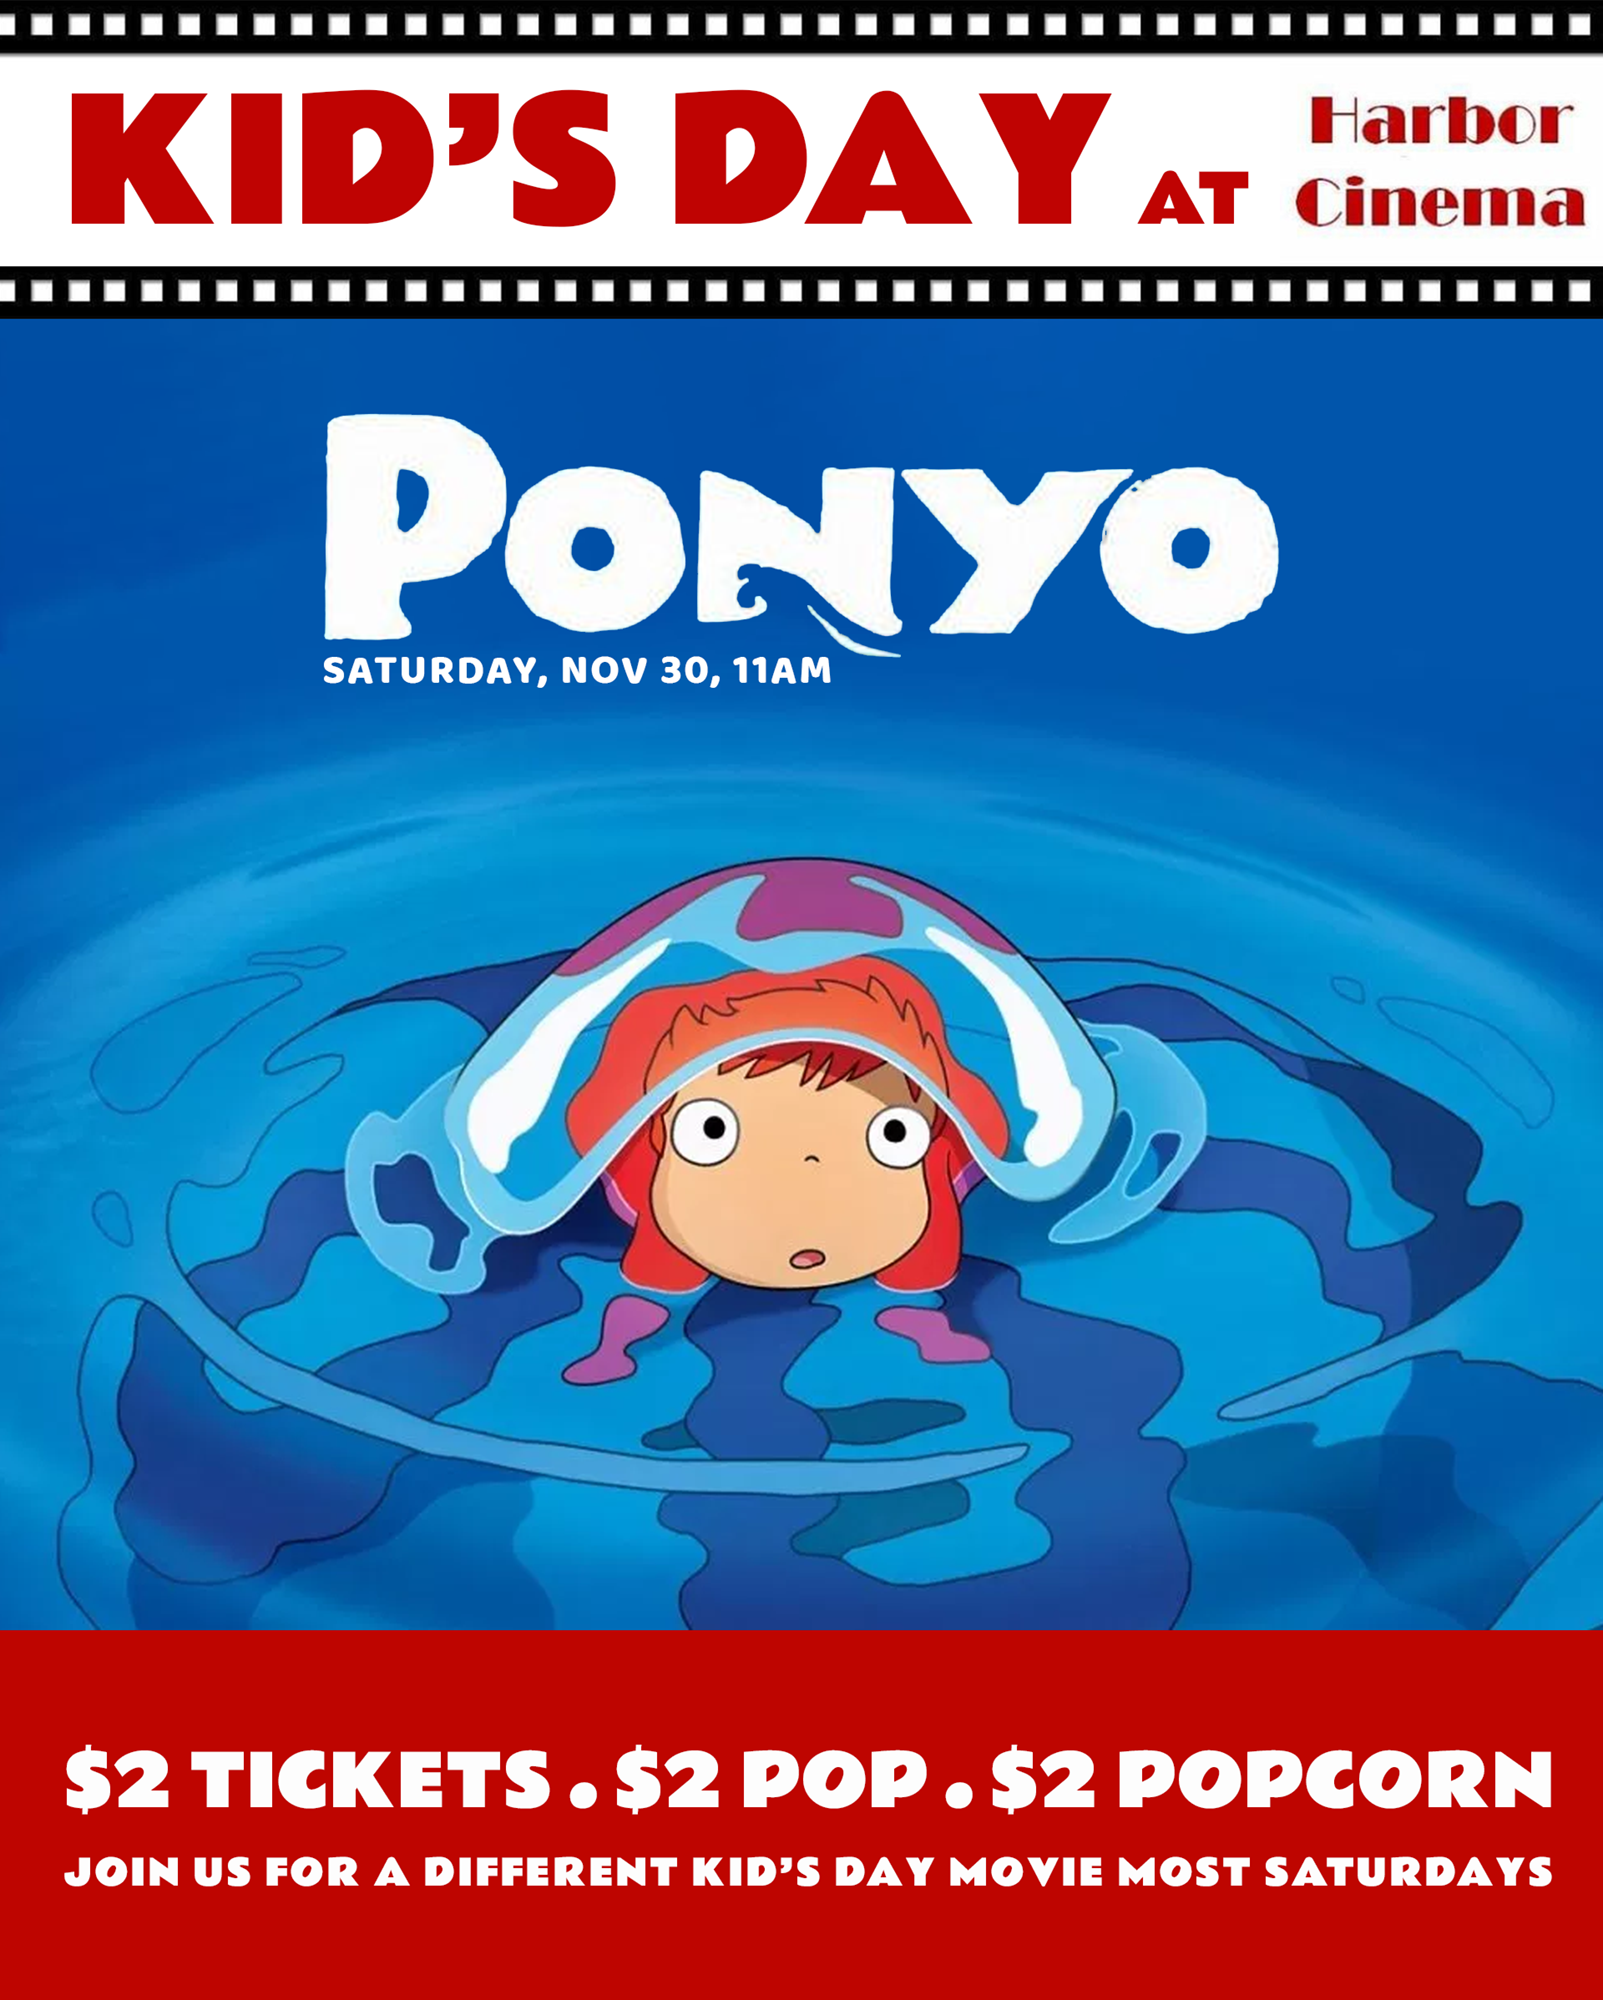 KID'S DAY AT
Harbor
Cinema
PONYO
SATURDAY, NOV 30, 11AM
$2 TICKETS . $2 POP . $2 POPCORN
JOIN US FOR A DIFFERENT KID'S DAY MOVIE MOST SATURDAYS